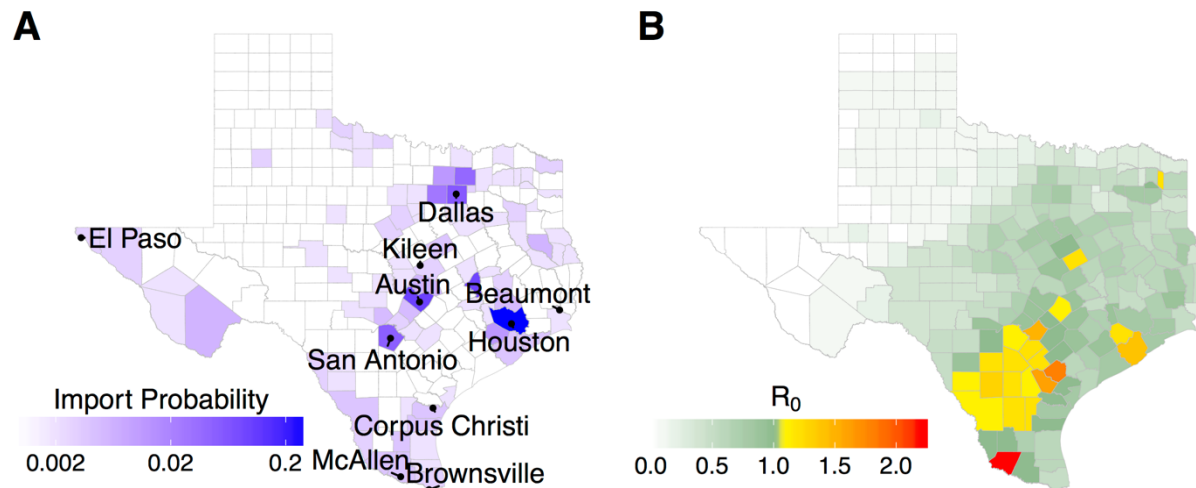 A
B
Dallas
El Paso
Kileen
Austin
Beaumont
Houston
San Antonio
Import Probability
0.002 0.02 0.2
Corpus Christi
McAllen
Brownsville
R0
0.0 0.5 1.0 1.5 2.0